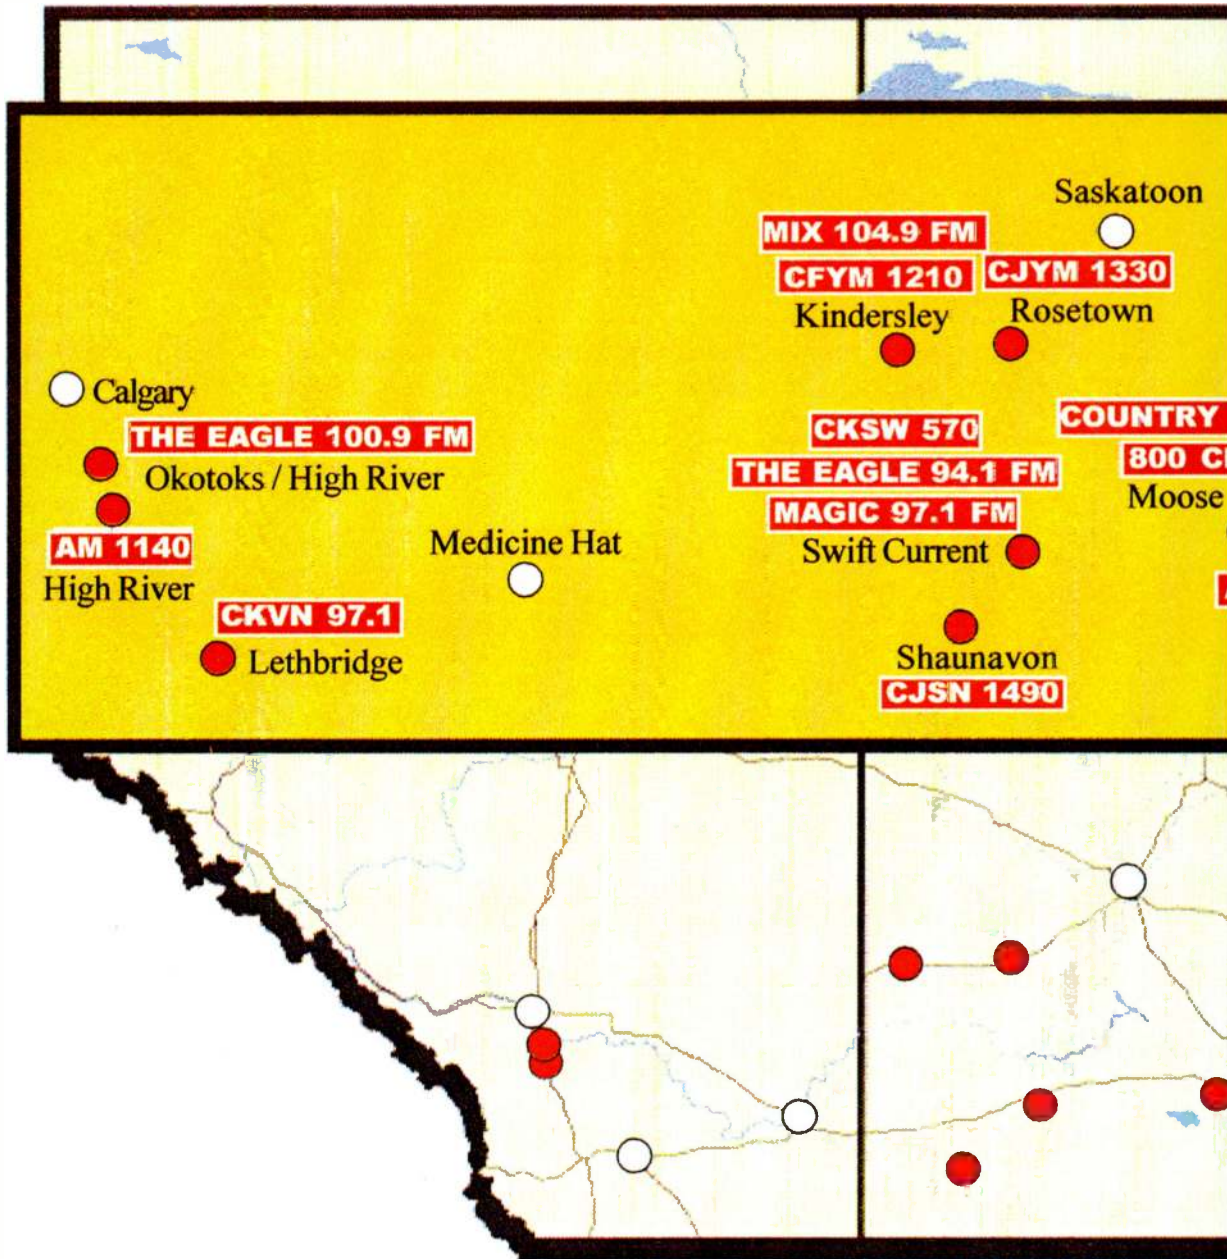 Saskatoon
MIX 104.9 FM
CFYM 1210
CJYM 1330
Kindersley
Rosetown
Calgary
THE EAGLE 100.9 FM
Okotoks / High River
AM 1140
High River
CKVN 97.1
Lethbridge
Medicine Hat
CKSW 570
THE EAGLE 94.1 FM
MAGIC 97.1 FM
Swift Current
Shaunavon
CJSN 1490
COUNTRY
800
Moose